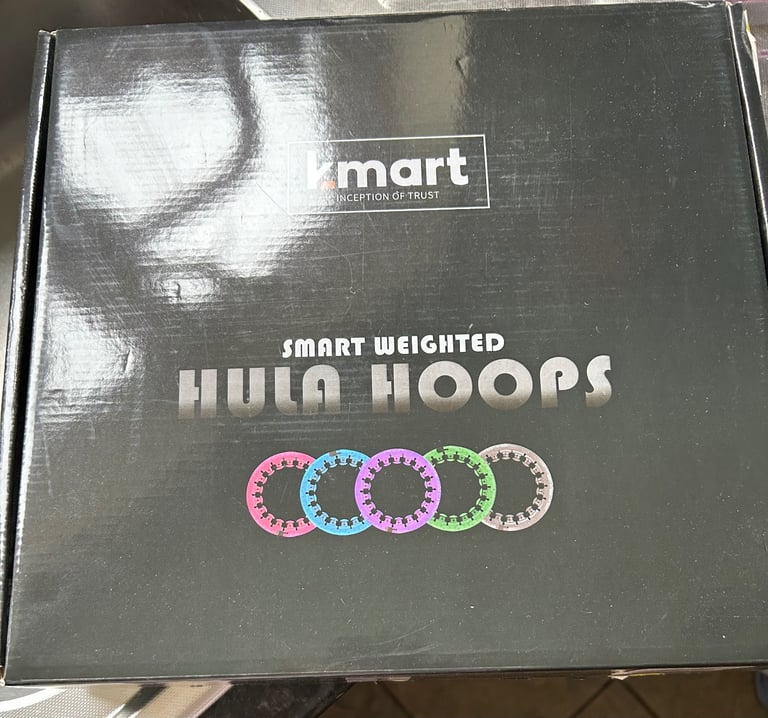 kmart
INCEPTION OF TRUST
SMART WEIGHTED
HULA HOOPS